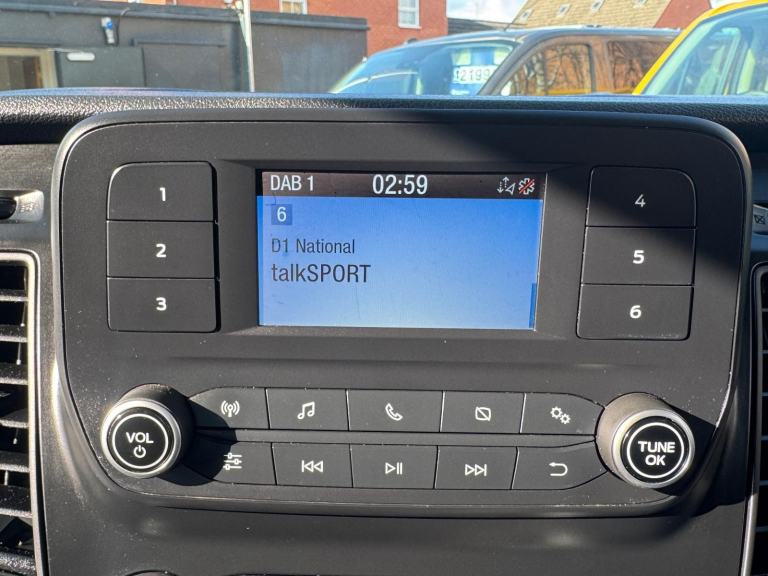 DAB 1 02:59
6
D1 National
talkSPORT
1
2
3
4
5
6
VOL
TUNE
OK